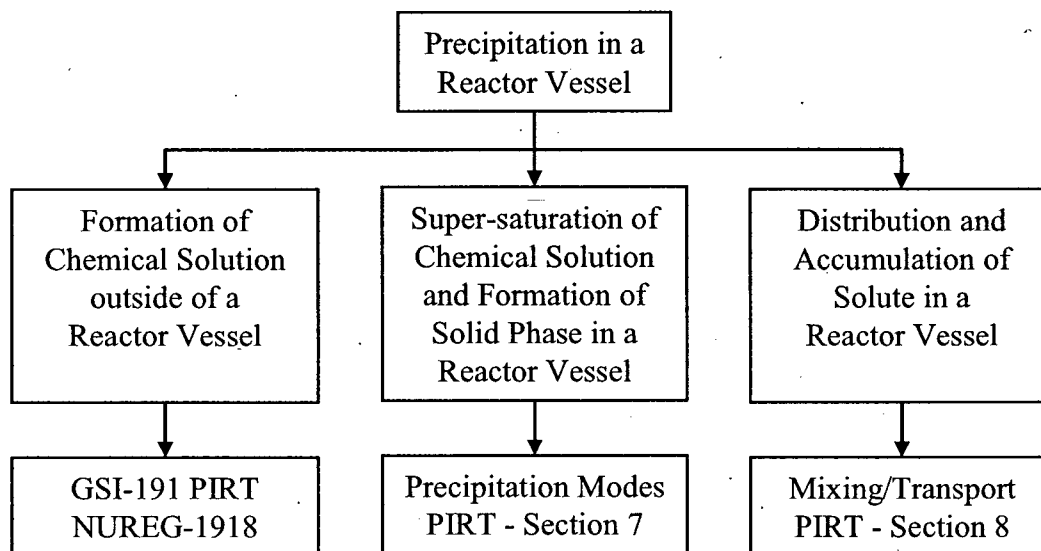 Precipitation in a
Reactor Vessel
Formation of
Chemical Solution
outside of a
Reactor Vessel
Super-saturation of
Chemical Solution
and Formation of
Solid Phase in a
Reactor Vessel
Distribution and
Accumulation of
Solute in a
Reactor Vessel
GSI-191 PIRT
NUREG-1918
Precipitation Modes
PIRT - Section 7
Mixing/Transport
PIRT - Section 8